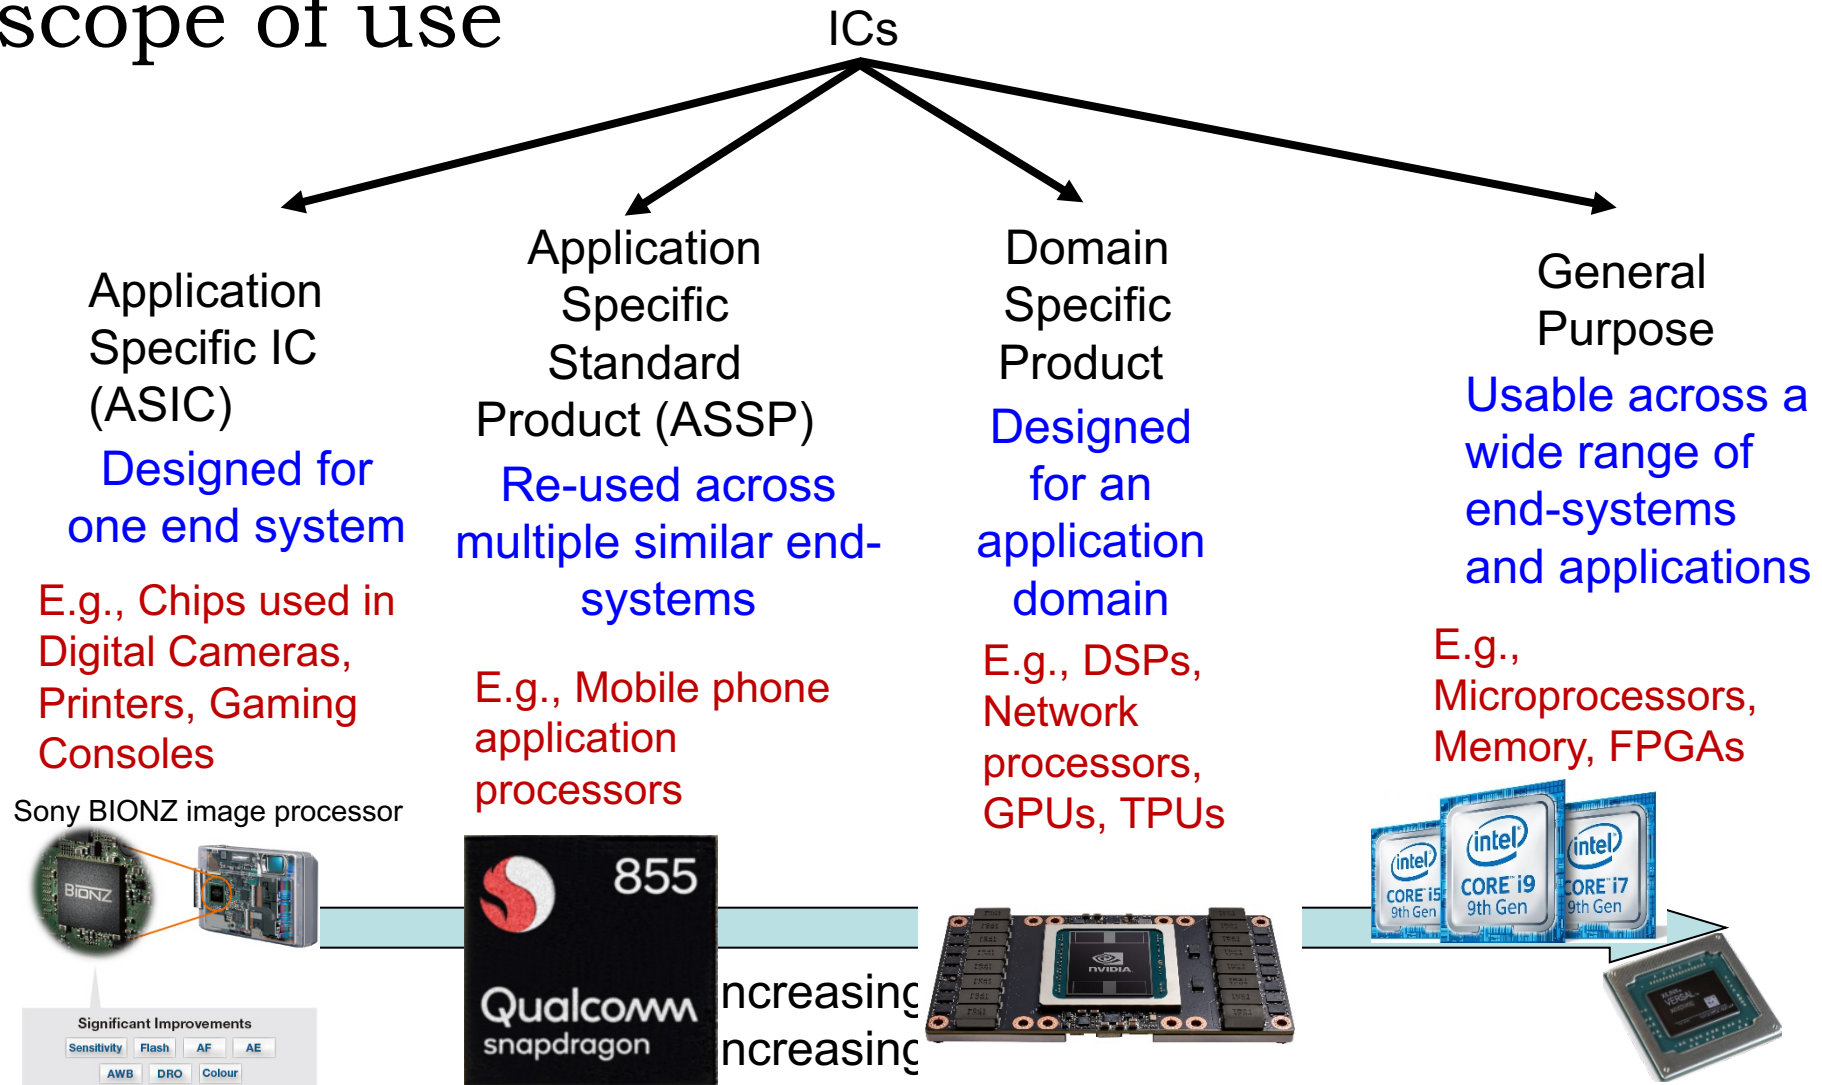 scope of use
ICs
Application
Specific IC
(ASIC)
Designed for
one end system
E.g., Chips used in
Digital Cameras,
Printers, Gaming
Consoles
Sony BIONZ image processor
BIONZ
Significant Improvements
Sensitivity Flash AF AE
AWB DRO Colour
Application
Specific
Standard
Product (ASSP)
Re-used across
multiple similar end-
systems
E.g., Mobile phone
application
processors
855
Qualcomm
snapdragon
ncreasing
ncreasing
Domain
Specific
Product
Designed
for an
application
domain
E.g., DSPs,
Network
processors,
GPUs, TPUs
NVIDIA
General
Purpose
Usable across a
wide range of
end-systems
and applications
E.g.,
Microprocessors,
Memory, FPGAs
intel
CORE i5
9th Gen
intel
CORE i9
9th Gen
intel
CORE i7
9th Gen
XILINX
VERSAL